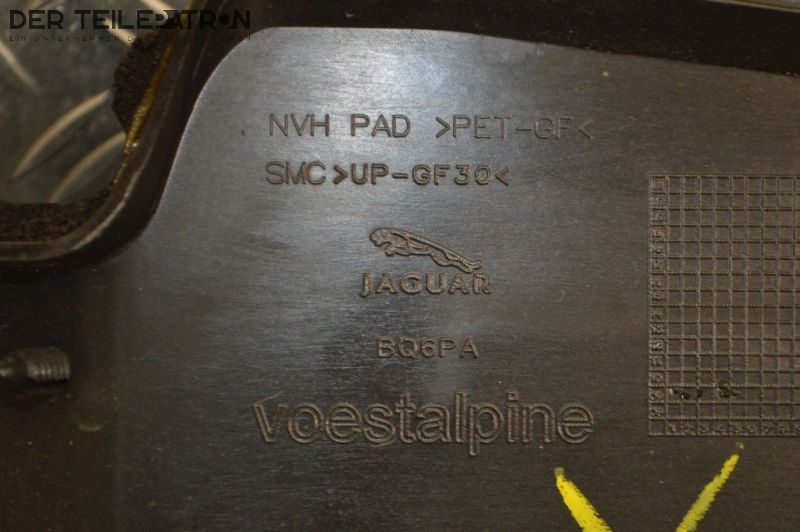 DER TEILEPATRON
NVH PAD >PET-GF<
SMC>UP-GF30<
JAGUAR
BQ6PA
voestalpine